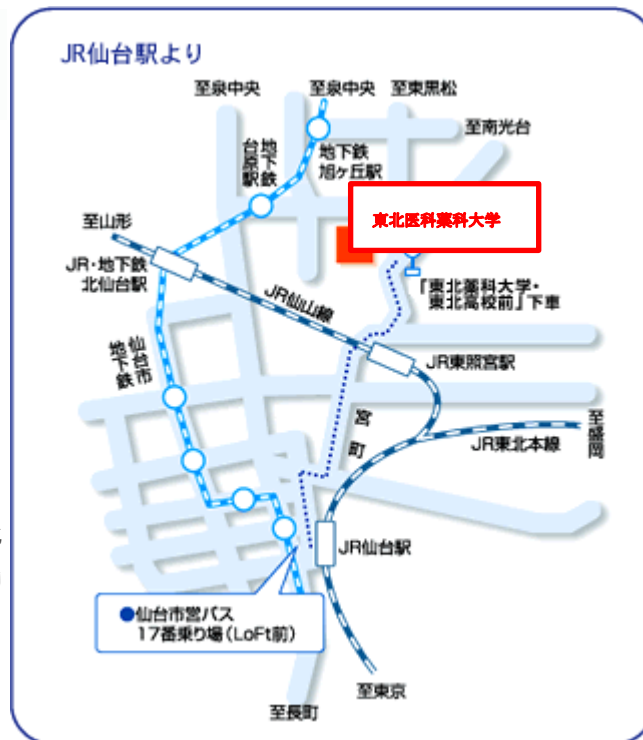 JR仙台駅より
至泉中央
至泉中央
至東黒松
至南光台
地下鉄
台原駅
地下鉄
旭ヶ丘駅
東北医科薬科大学
至山形
JR・地下鉄
北仙台駅
「東北薬科大学・
東北高校前」下車
JR仙山線
仙台市
地下鉄
JR東照宮駅
宮町
至盛岡
JR東北本線
JR仙台駅
●仙台市営バス
17番乗り場(LoFt前)
至東京
至長町